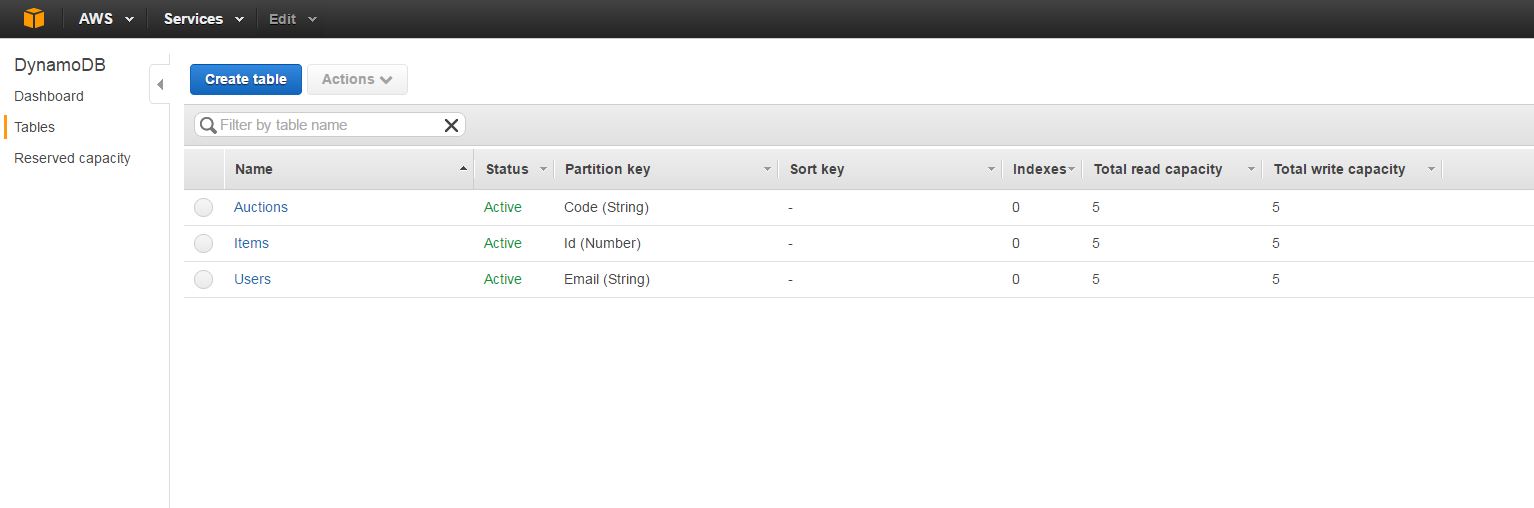 AWS Services Edit
DynamoDB
Dashboard
Tables
Reserved capacity
Create table Actions
Filter by table name
Name Status Partition key Sort key Indexes Total read capacity Total write capacity
Auctions Active Code (String) - 0 5 5
Items Active Id (Number) - 0 5 5
Users Active Email (String) - 0 5 5